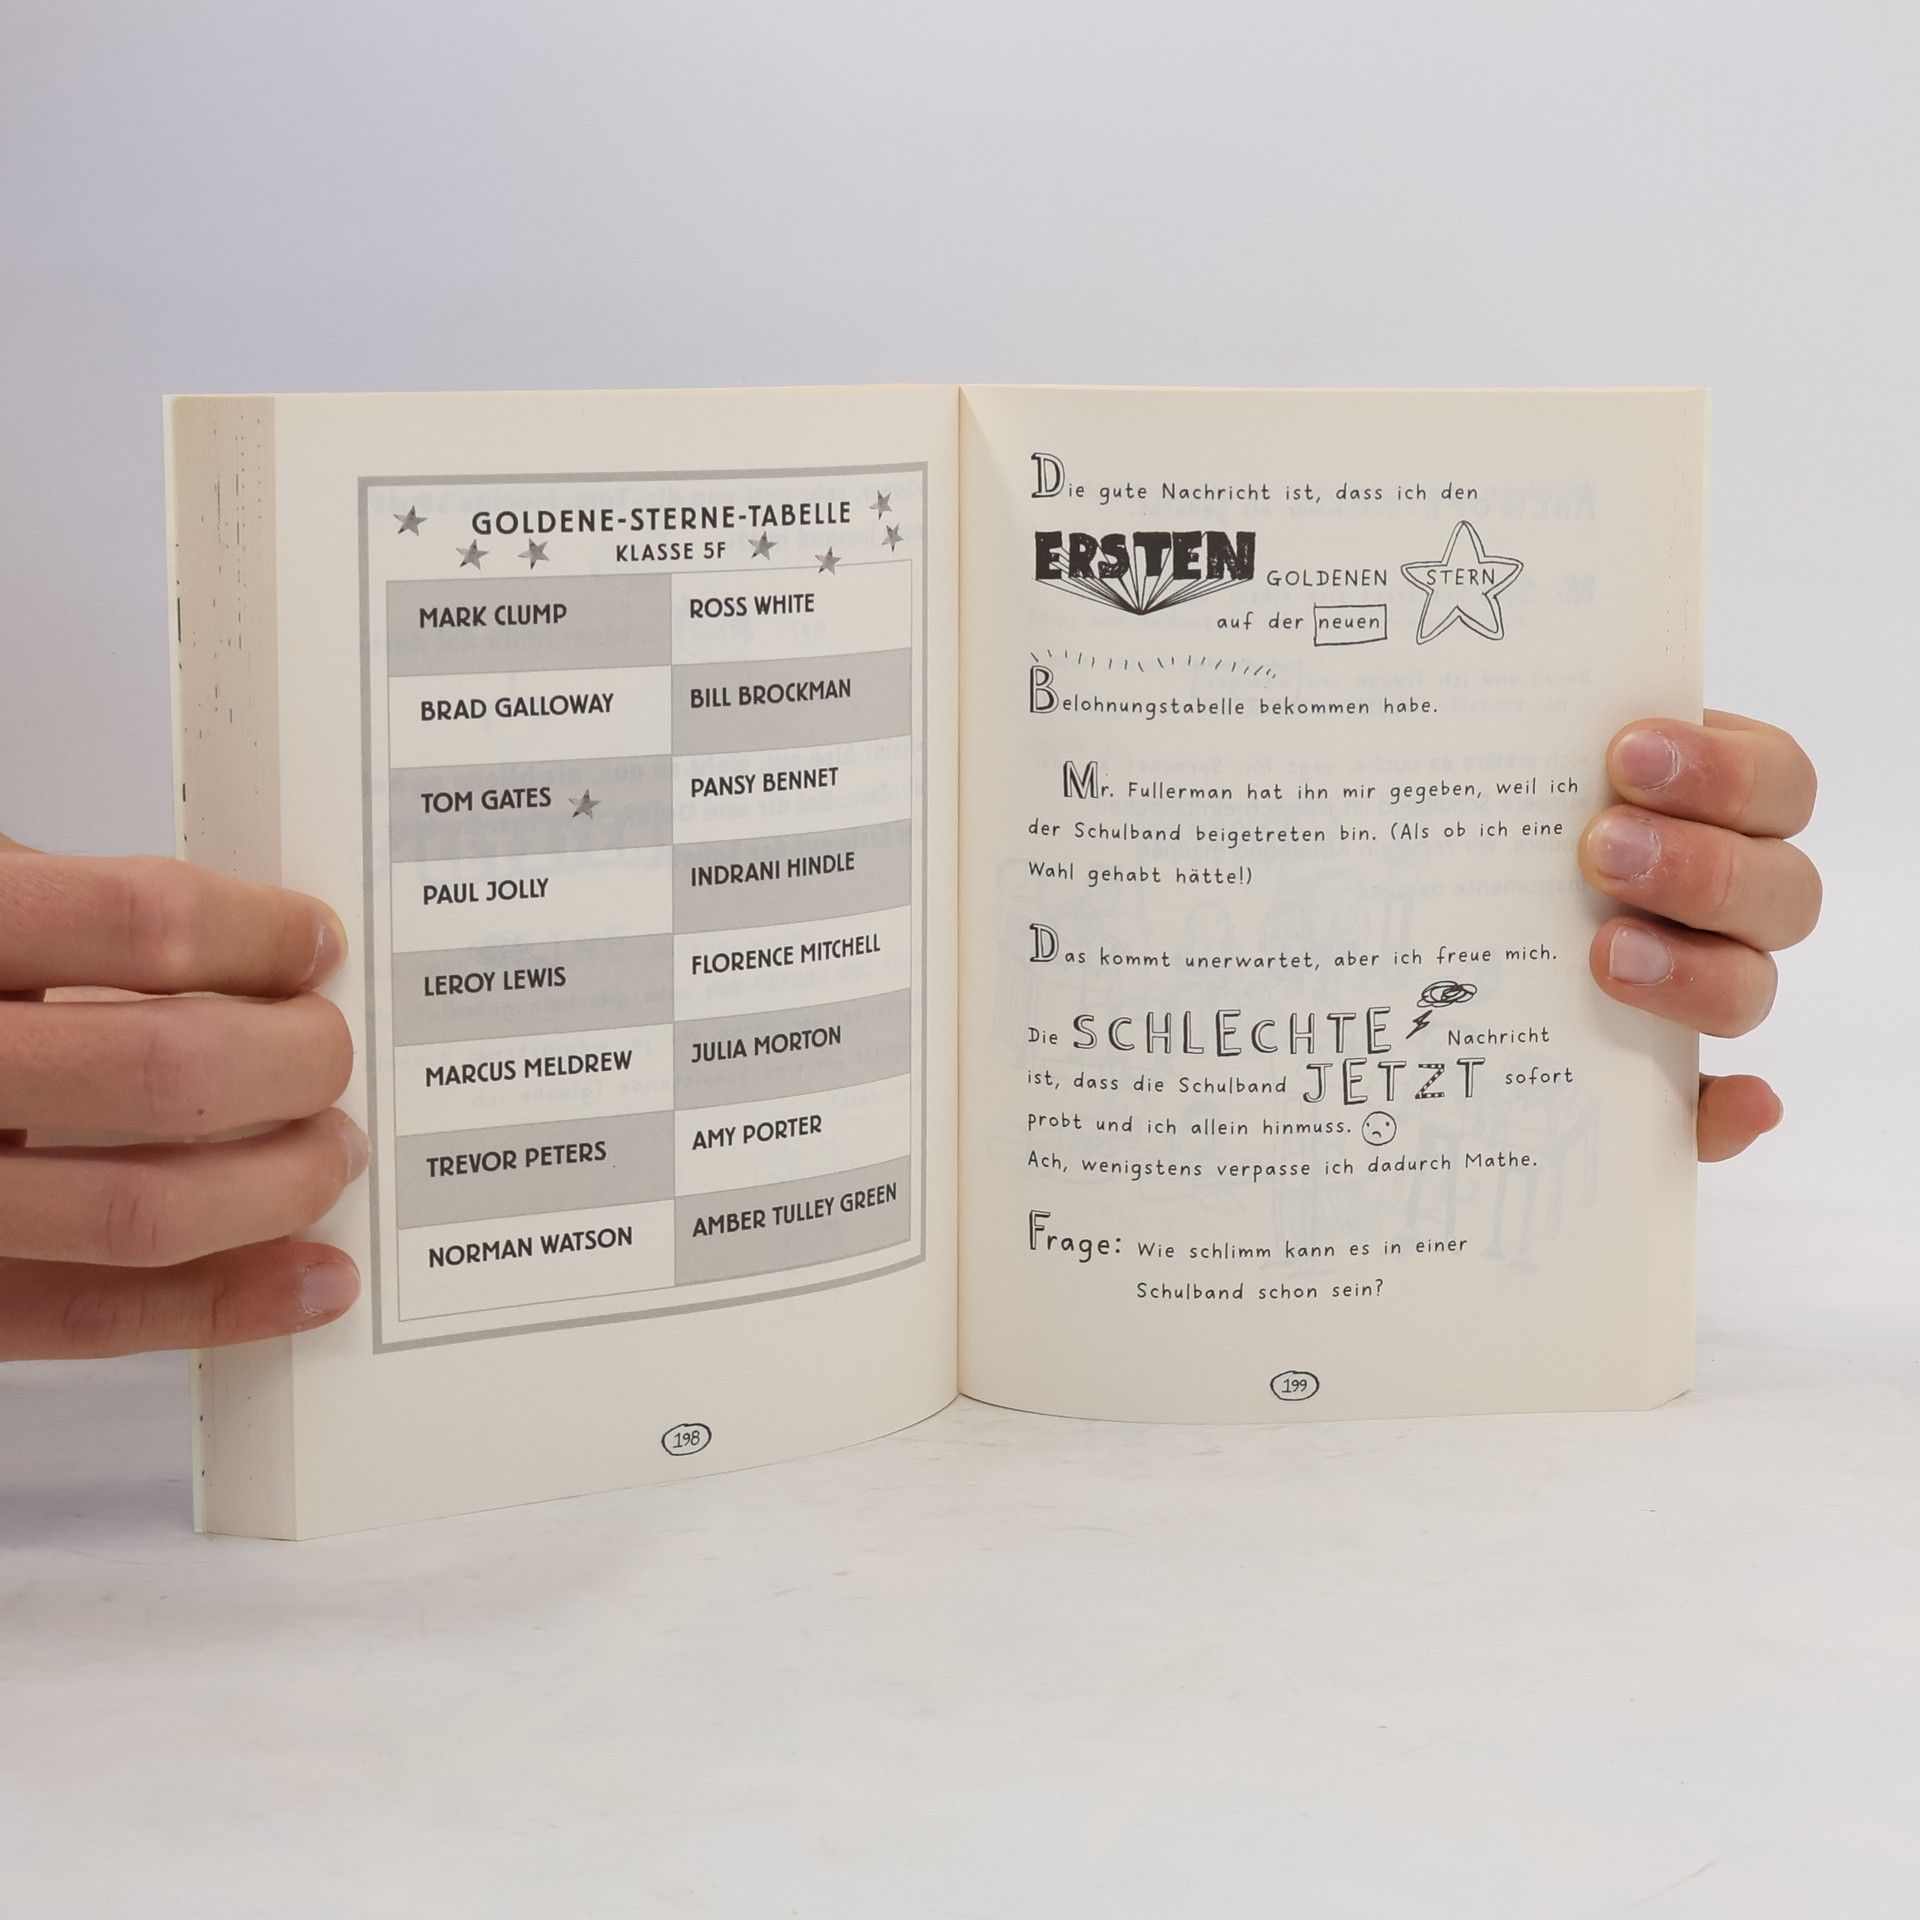 GOLDENE-STERNE-TABELLE
KLASSE 5F
MARK CLUMP
BRAD GALLOWAY
TOM GATES
PAUL JOLLY
LEROY LEWIS
MARCUS MELDREW
TREVOR PETERS
NORMAN WATSON
ROSS WHITE
BILL BROCKMAN
PANSY BENNET
INDRANI HINDLE
FLORENCE MITCHELL
JULIA MORTON
AMY PORTER
AMBER TULLEY GREEN
198
Die gute Nachricht ist, dass ich den
ERSTEN GOLDENEN STERN
auf der neuen
Belohnungstabelle bekommen habe.
Mr. Fullerman hat ihn mir gegeben, weil ich
der Schulband beigetreten bin. (Als ob ich eine
Wahl gehabt hätte!)
Das kommt unerwartet, aber ich freue mich.
Die SCHLECHTE Nachricht
ist, dass die Schulband JETZT sofort
probt und ich allein hinmuss.
Ach, wenigstens verpasse ich dadurch Mathe.
Frage: Wie schlimm kann es in einer
Schulband schon sein?
199